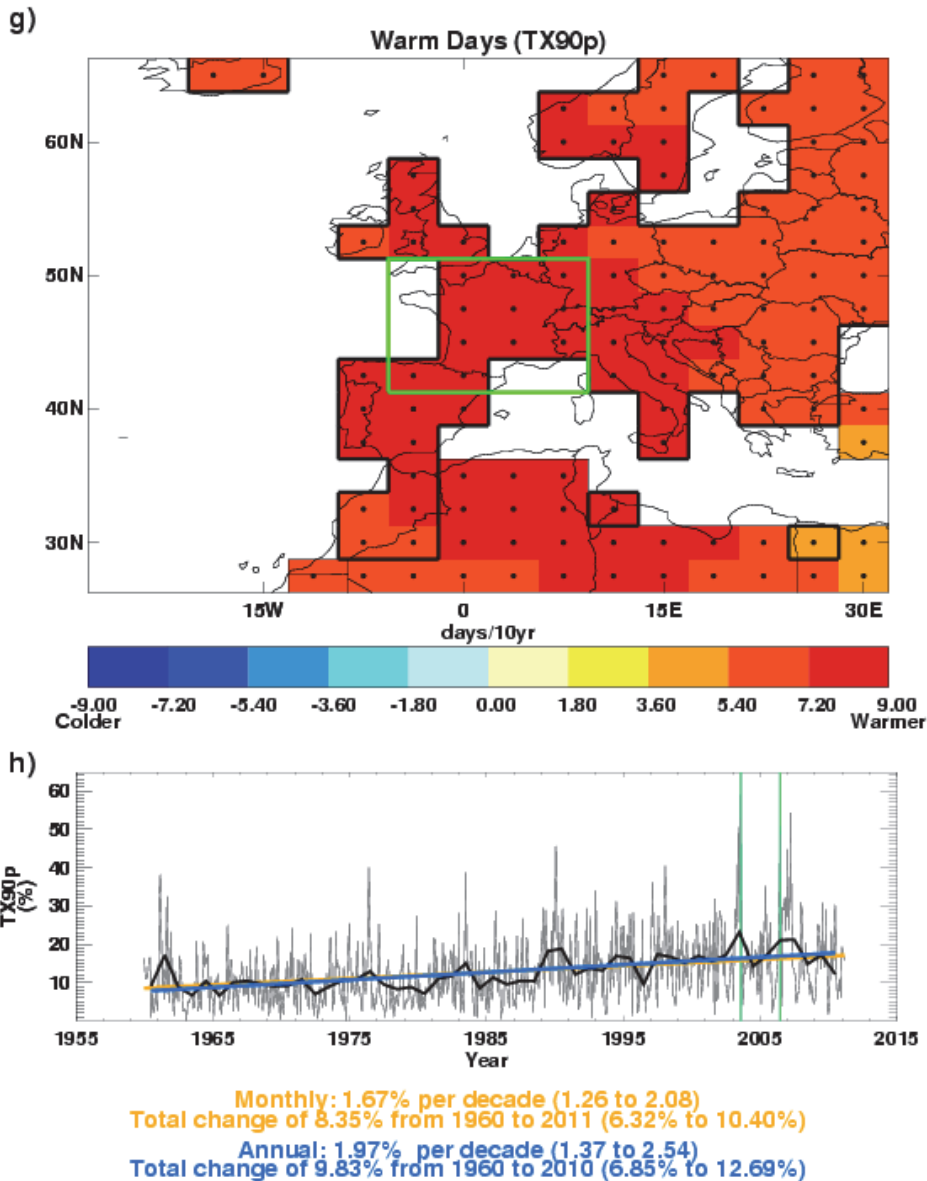 g)
Warm Days (TX90p)
60N
50N
40N
30N
15W 0 15E 30E
days/10yr
-9.00 -7.20 -5.40 -3.60 -1.80 0.00 1.80 3.60 5.40 7.20 9.00
Colder Warmer
h)
60
50
40
30
20
10
TX90p
(%)
1955 1965 1975 1985 1995 2005 2015
Year
Monthly: 1.67% per decade (1.26 to 2.08)
Total change of 8.35% from 1960 to 2011 (6.32% to 10.40%)
Annual: 1.97% per decade (1.37 to 2.54)
Total change of 9.83% from 1960 to 2010 (6.85% to 12.69%)